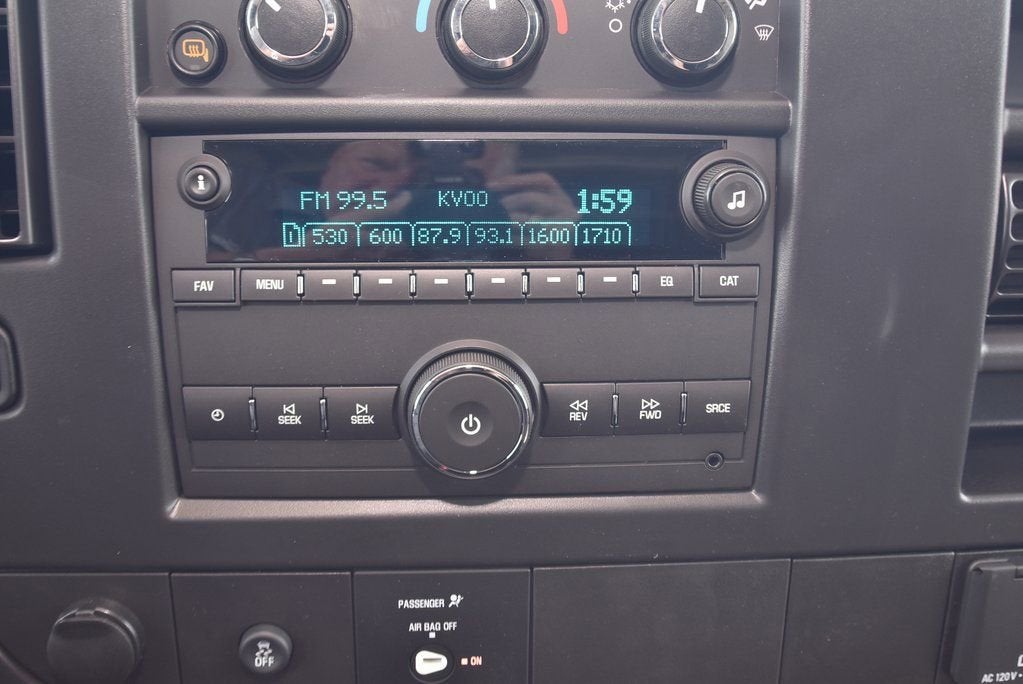 i
FM 99.5 KVOO 1:59
D 530 600 87.9 93.1 1600 1710
FAV MENU EQ CAT
SEEK SEEK REV FWD SRCE
PASSENGER
AIR BAG OFF
ON
OFF
AC 120V